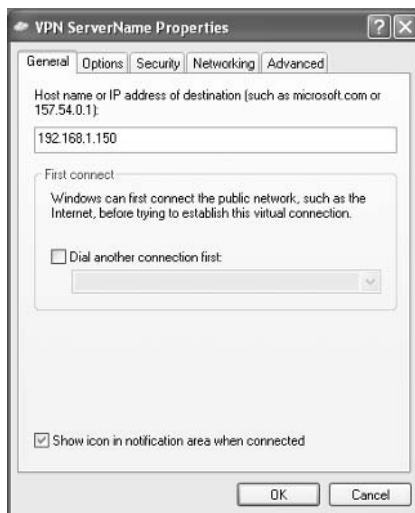 VPN ServerName Properties
General Options Security Networking Advanced
Host name or IP address of destination (such as microsoft.com or
157.54.0.1):
192.168.1.150
First connect
Windows can first connect the public network, such as the
Internet, before trying to establish this virtual connection.
Dial another connection first:
Show icon in notification area when connected
OK Cancel